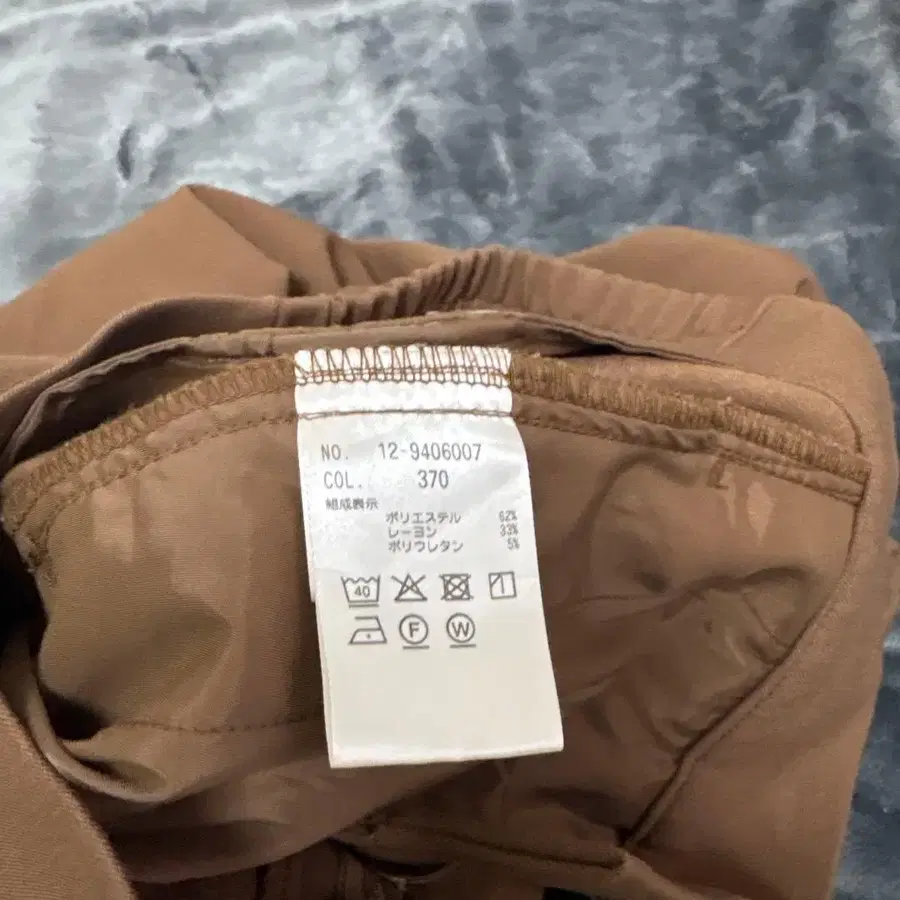 NO. 12-9406007
COL. 370
組成表示
ポリエステル 62%
レーヨン 33%
ポリウレタン 5%
40
F W